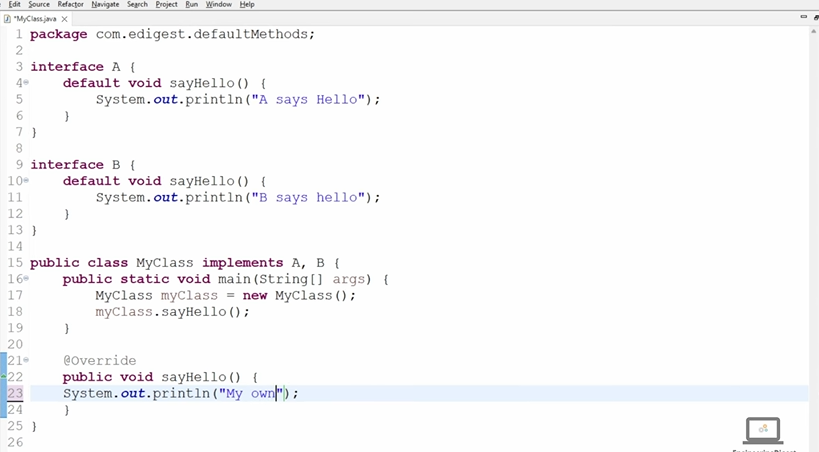 Edit Source Refactor Navigate Search Project Run Window Help
*MyClass.java
1 package com.edigest.defaultMethods;
2
3 interface A {
4 default void sayHello() {
5 System.out.println("A says Hello");
6 }
7 }
8
9 interface B {
10 default void sayHello() {
11 System.out.println("B says hello");
12 }
13 }
14
15 public class MyClass implements A, B {
16 public static void main(String[] args) {
17 MyClass myClass = new MyClass();
18 myClass.sayHello();
19 }
20
21 @Override
22 public void sayHello() {
23 System.out.println("My own");
24 }
25 }
26